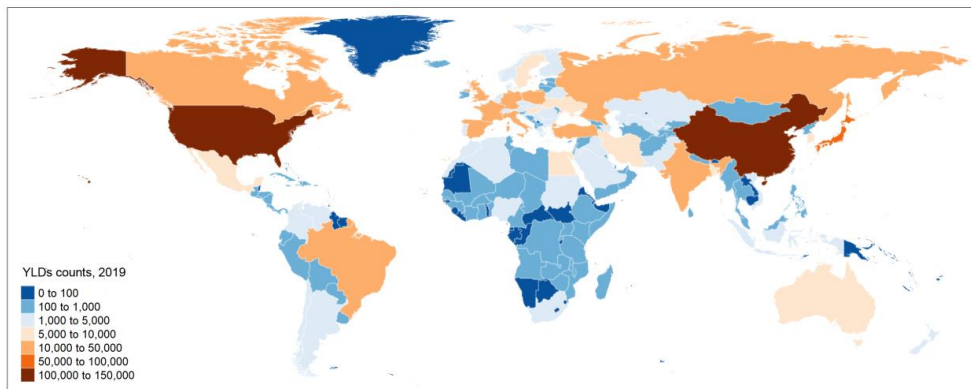 YLDs counts, 2019
0 to 100
100 to 1,000
1,000 to 5,000
5,000 to 10,000
10,000 to 50,000
50,000 to 100,000
100,000 to 150,000